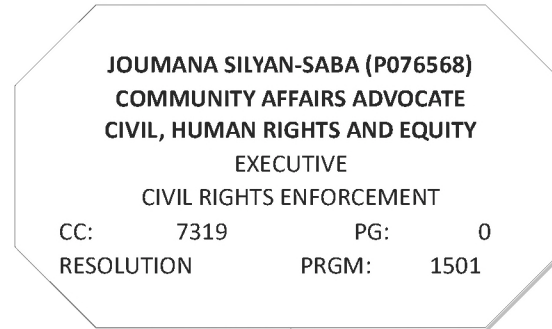 JOUMANA SILYAN-SABA (P076568)
COMMUNITY AFFAIRS ADVOCATE
CIVIL, HUMAN RIGHTS AND EQUITY
EXECUTIVE
CIVIL RIGHTS ENFORCEMENT
CC: 7319 PG: 0
RESOLUTION PRGM: 1501